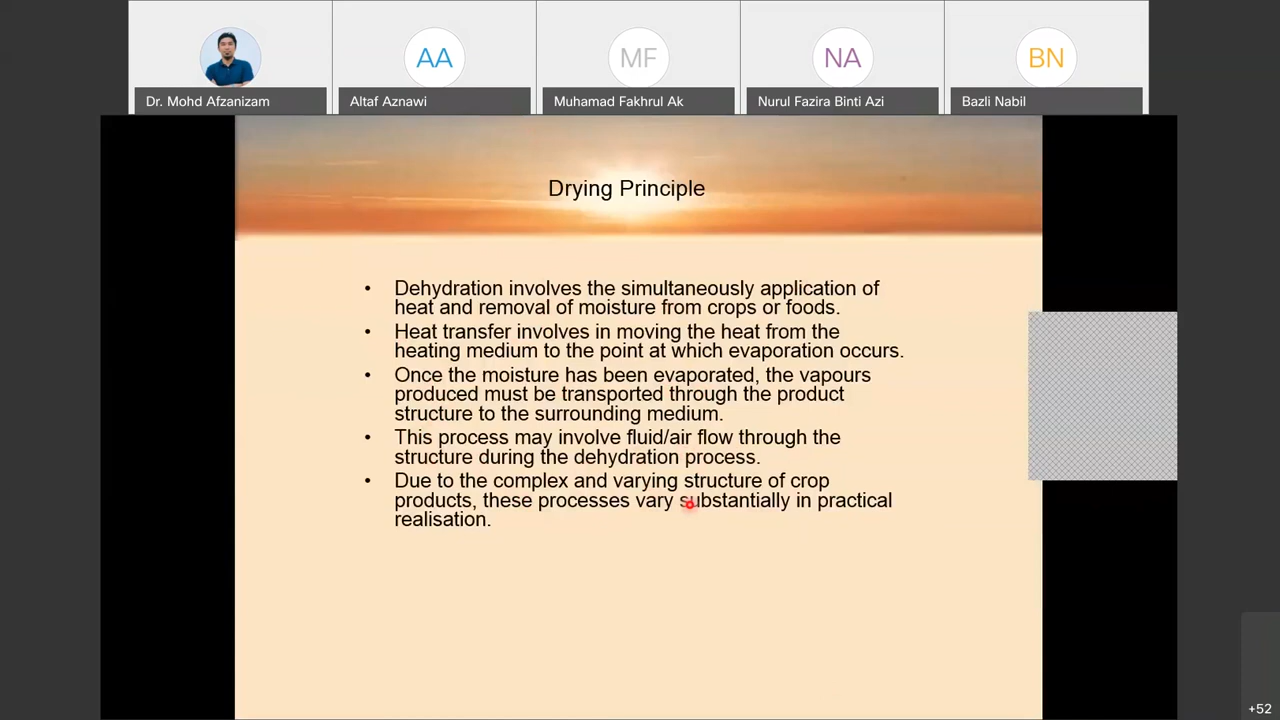 AA
MF
NA
BN
Dr. Mohd Afzanizam
Altaf Aznawi
Muhamad Fakhrul Ak
Nurul Fazira Binti Azi
Bazli Nabil
Drying Principle
• Dehydration involves the simultaneously application of
heat and removal of moisture from crops or foods.
• Heat transfer involves in moving the heat from the
heating medium to the point at which evaporation occurs.
• Once the moisture has been evaporated, the vapours
produced must be transported through the product
structure to the surrounding medium.
• This process may involve fluid/air flow through the
structure during the dehydration process.
• Due to the complex and varying structure of crop
products, these processes vary substantially in practical
realisation.
+52